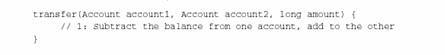 transfer(Account account1, Account account2, long amount) {
// 1: Subtract the balance from one account, add to the other
}